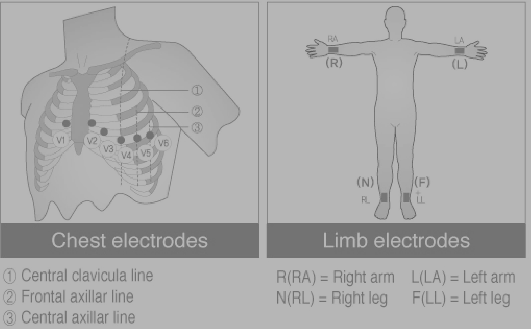 ①
②
③
V1 V2 V3 V4 V5 V6
Chest electrodes
① Central clavicula line
② Frontal axillar line
③ Central axillar line
RA LA
(R) (L)
(N) (F)
RL LL
Limb electrodes
R(RA) = Right arm L(LA) = Left arm
N(RL) = Right leg F(LL) = Left leg